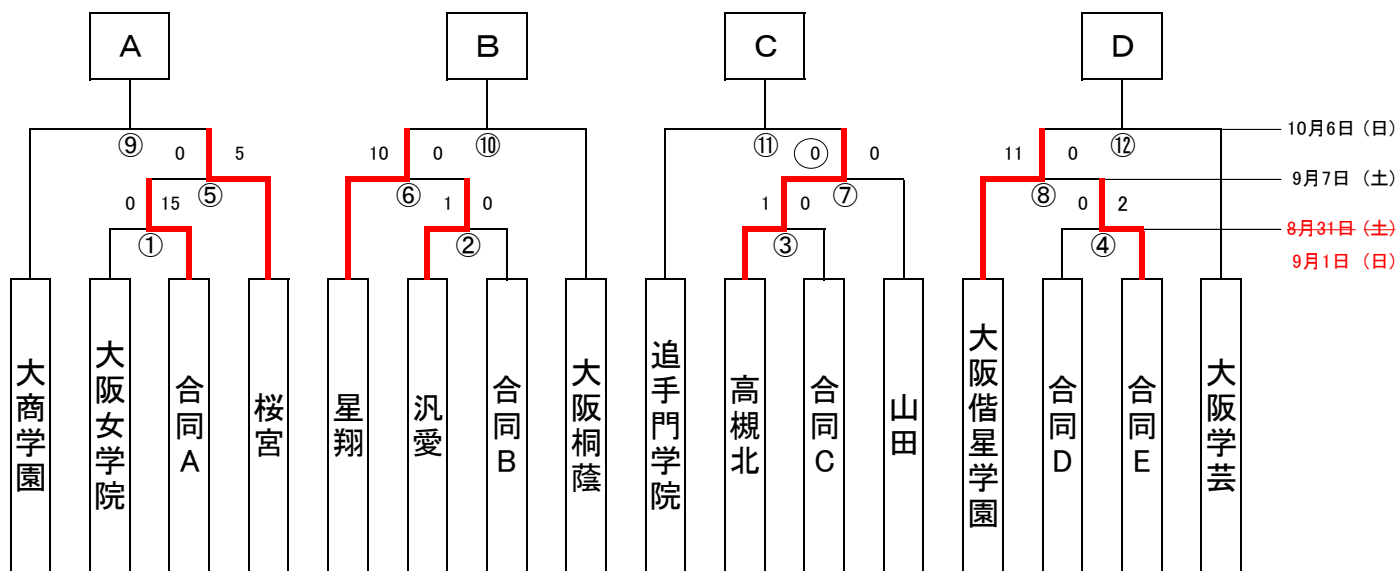 A
B
C
D
⑨
⑩
⑪
⑫
10月6日（日）
0 5
10 0
0 0
11 0
⑤
⑥
⑦
⑧
9月7日（土）
0 15
1 0
1 0
0 2
①
②
③
④
8月31日（土）
9月1日（日）
大商学園
大阪女学院
合同A
桜宮
星翔
汎愛
合同B
大阪桐蔭
追手門学院
高槻北
合同C
山田
大阪偕星学園
合同D
合同E
大阪学芸